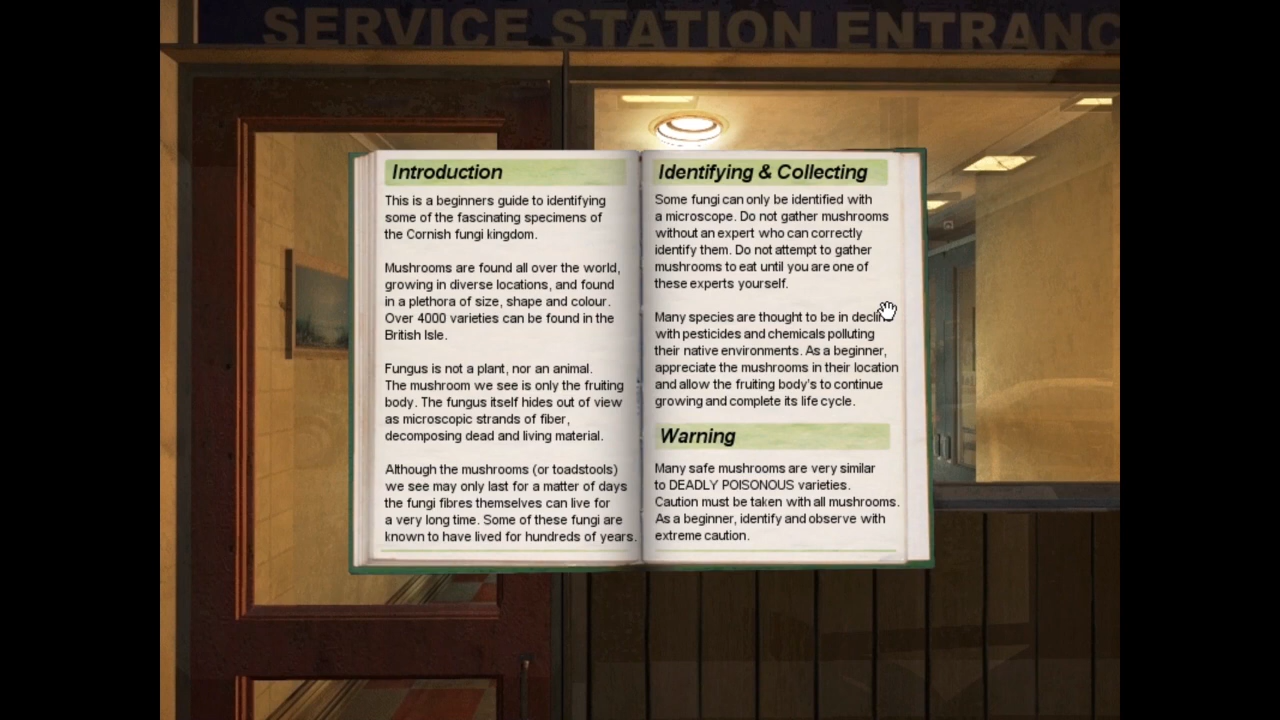 SERVICE STATION ENTRANC
Introduction
This is a beginners guide to identifying
some of the fascinating specimens of
the Cornish fungi kingdom.
Mushrooms are found all over the world,
growing in diverse locations, and found
in a plethora of size, shape and colour.
Over 4000 varieties can be found in the
British Isle.
Fungus is not a plant, nor an animal.
The mushroom we see is only the fruiting
body. The fungus itself hides out of view
as microscopic strands of fiber,
decomposing dead and living material.
Although the mushrooms (or toadstools)
we see may only last for a matter of days
the fungi fibres themselves can live for
a very long time. Some of these fungi are
known to have lived for hundreds of years.
Identifying & Collecting
Some fungi can only be identified with
a microscope. Do not gather mushrooms
without an expert who can correctly
identify them. Do not attempt to gather
mushrooms to eat until you are one of
these experts yourself.
Many species are thought to be in decline
with pesticides and chemicals polluting
their native environments. As a beginner,
appreciate the mushrooms in their location
and allow the fruiting body's to continue
growing and complete its life cycle.
Warning
Many safe mushrooms are very similar
to DEADLY POISONOUS varieties.
Caution must be taken with all mushrooms.
As a beginner, identify and observe with
extreme caution.